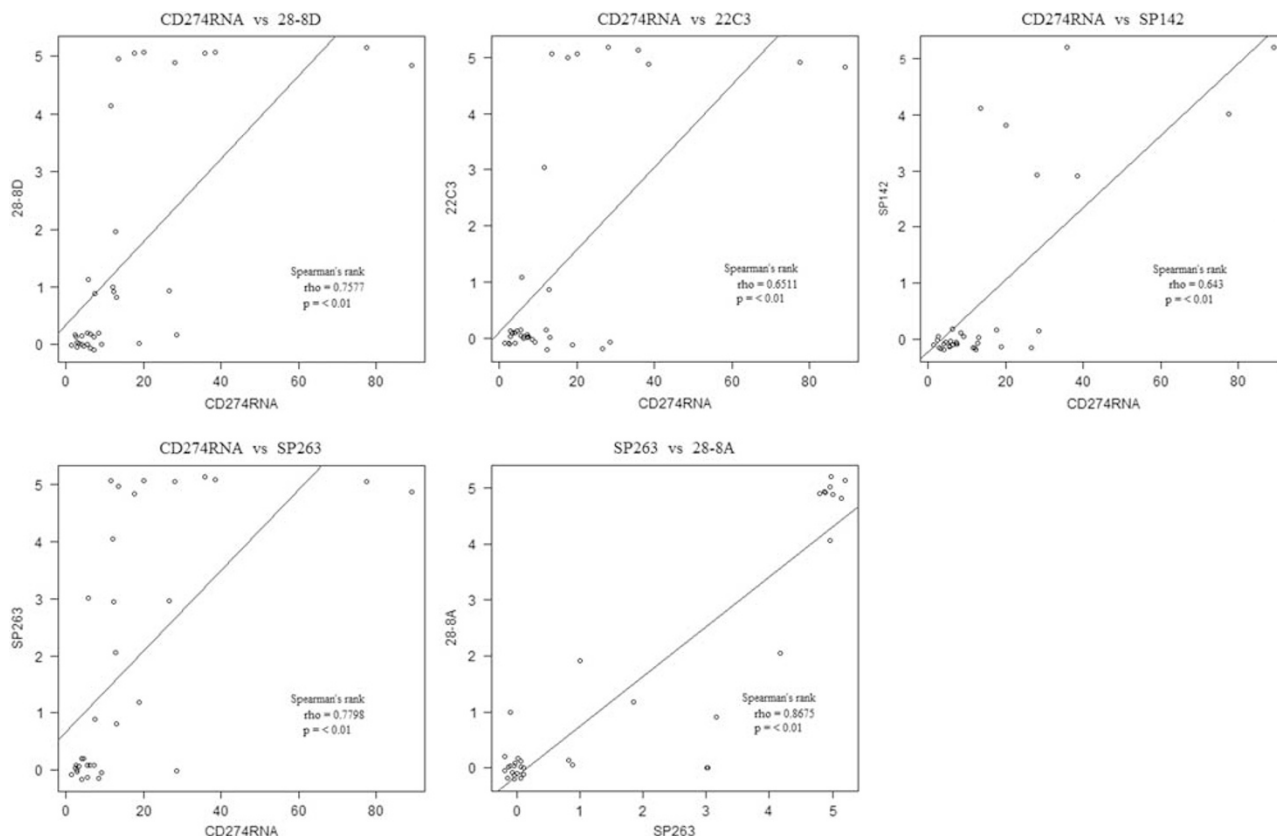 CD274RNA vs 28-8D
5
4
3
2
1
0
28-8D
Spearman's rank
rho = 0.7577
p = < 0.01
0 20 40 60 80
CD274RNA
CD274RNA vs 22C3
5
4
3
2
1
0
22C3
Spearman's rank
rho = 0.6511
p = < 0.01
0 20 40 60 80
CD274RNA
CD274RNA vs SP142
5
4
3
2
1
0
SP142
Spearman's rank
rho = 0.643
p = < 0.01
0 20 40 60 80
CD274RNA
CD274RNA vs SP263
5
4
3
2
1
0
SP263
Spearman's rank
rho = 0.7798
p = < 0.01
0 20 40 60 80
CD274RNA
SP263 vs 28-8A
5
4
3
2
1
0
28-8A
Spearman's rank
rho = 0.8675
p = < 0.01
0 1 2 3 4 5
SP263